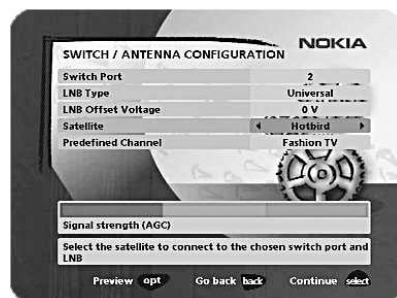 NOKIA
SWITCH / ANTENNA CONFIGURATION
Switch Port 2
LNB Type Universal
LNB Offset Voltage 0 V
Satellite Hotbird
Predefined Channel Fashion TV
Signal strength (AGC)
Select the satellite to connect to the chosen switch port and
LNB
Preview opt Go back back Continue select